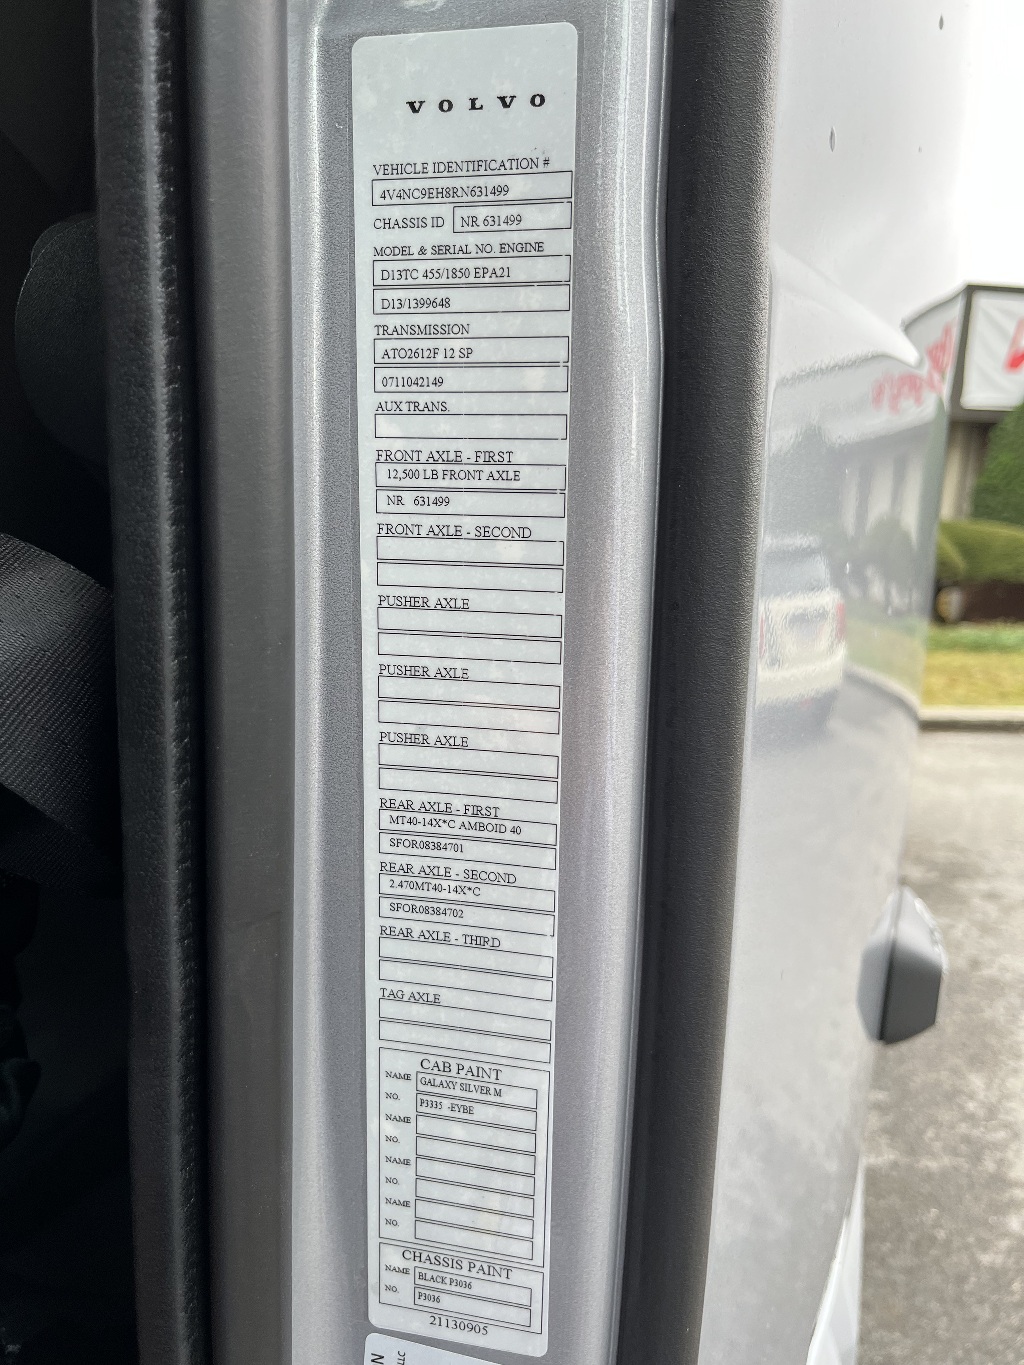 VOLVO
VEHICLE IDENTIFICATION #
4V4NC9EH8RN631499
CHASSIS ID NR 631499
MODEL & SERIAL NO. ENGINE
D13TC 455/1850 EPA21
D13/1399648
TRANSMISSION
ATO2612F 12 SP
0711042149
AUX TRANS.
FRONT AXLE - FIRST
12,500 LB FRONT AXLE
NR 631499
FRONT AXLE - SECOND
PUSHER AXLE
PUSHER AXLE
PUSHER AXLE
REAR AXLE - FIRST
MT40-14X*C AMBOID 40
SFOR08384701
REAR AXLE - SECOND
2.470MT40-14X*C
SFOR08384702
REAR AXLE - THIRD
TAG AXLE
CAB PAINT
NAME GALAXY SILVER M
NO. P3335 -EYBE
NAME
NO.
NAME
NO.
NAME
NO.
CHASSIS PAINT
NAME BLACK P3036
NO. P3036
21130905